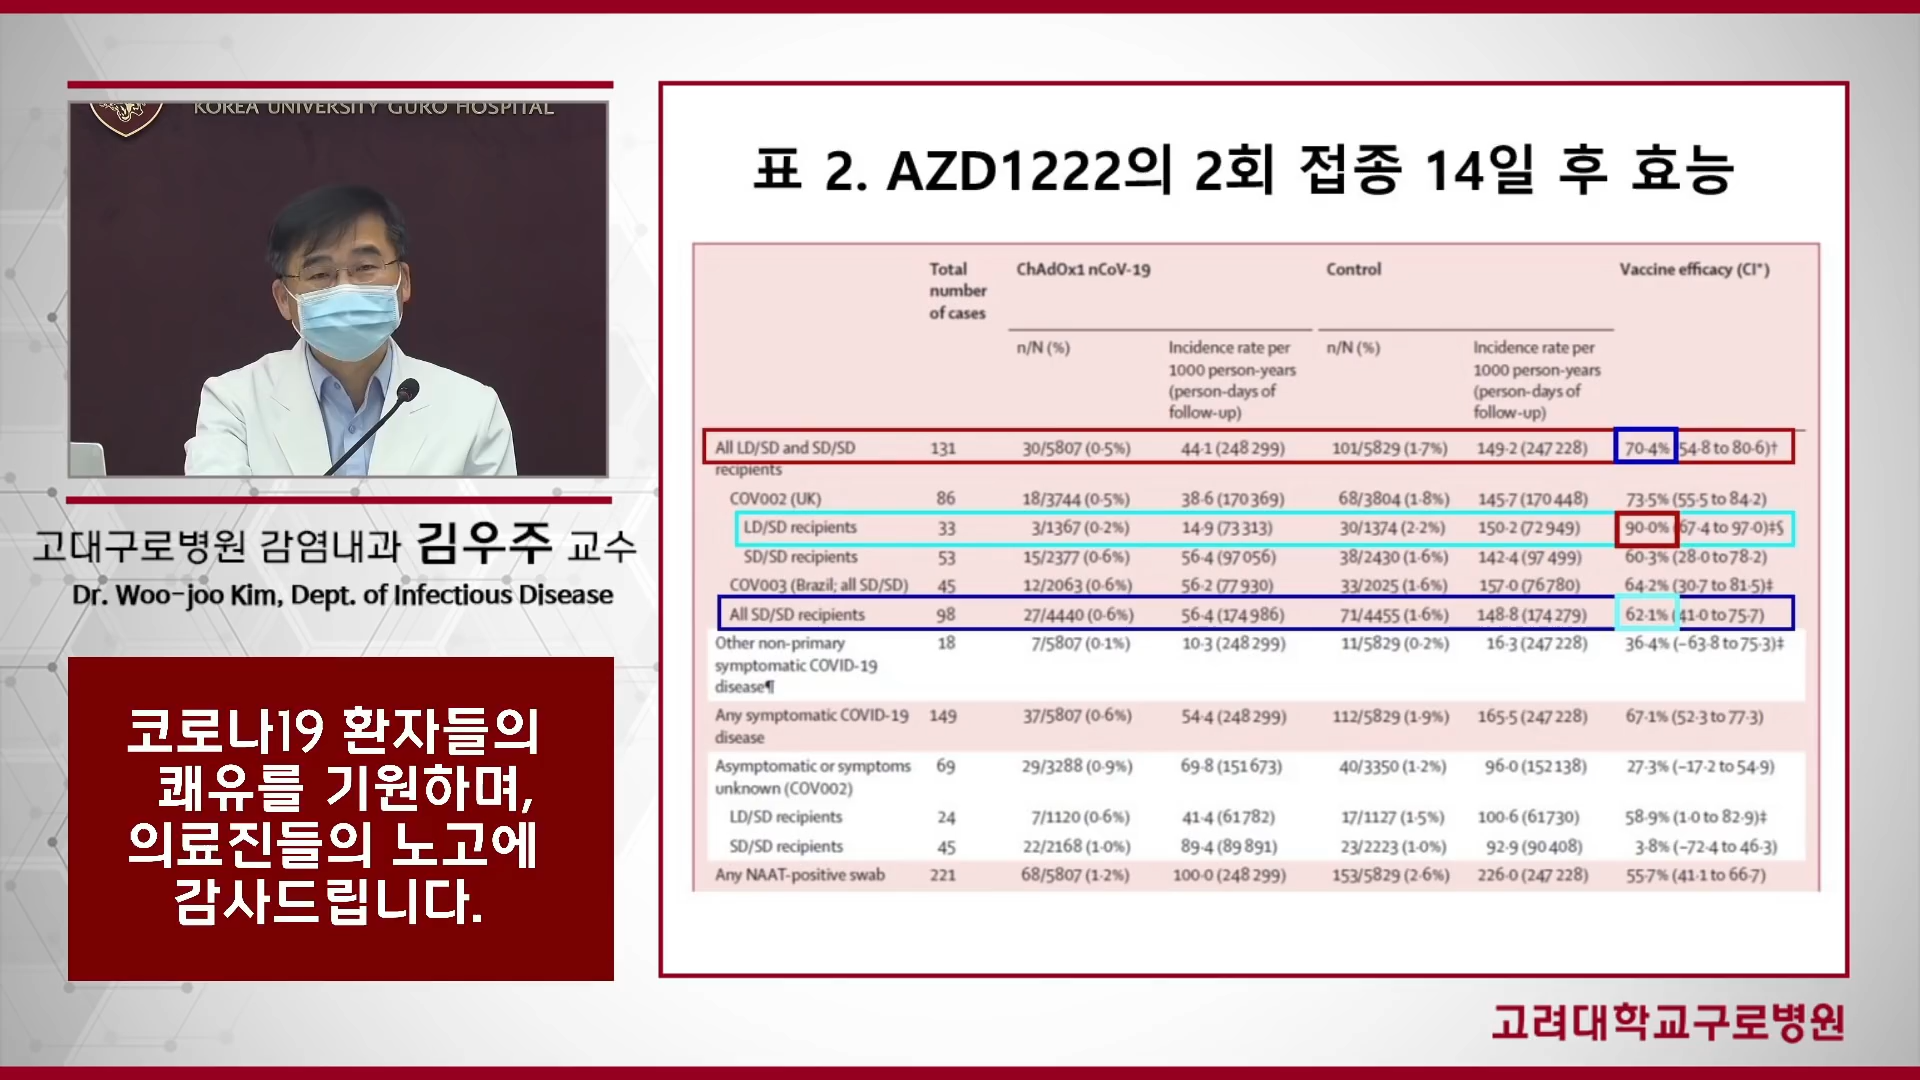 KOREA UNIVERSITY GURO HOSPITAL
고대구로병원 감염내과 김우주 교수
Dr. Woo-joo Kim, Dept. of Infectious Disease
코로나19 환자들의
쾌유를 기원하며,
의료진들의 노고에
감사드립니다.
표 2. AZD1222의 2회 접종 14일 후 효능
Total number of cases ChAdOx1 nCoV-19 Control Vaccine efficacy (CI*)
n/N (%) Incidence rate per 1000 person-years (person-days of follow-up) n/N (%) Incidence rate per 1000 person-years (person-days of follow-up)
All LD/SD and SD/SD recipients 131 30/5807 (0·5%) 44·1 (248 299) 101/5829 (1·7%) 149·2 (247 228) 70·4% (54·8 to 80·6)†
COV002 (UK) 86 18/3744 (0·5%) 38·6 (170 369) 68/3804 (1·8%) 145·7 (170 448) 73·5% (55·5 to 84·2)
LD/SD recipients 33 3/1367 (0·2%) 14·9 (73 313) 30/1374 (2·2%) 150·2 (72 949) 90·0% (67·4 to 97·0)‡§
SD/SD recipients 53 15/2377 (0·6%) 56·4 (97 056) 38/2430 (1·6%) 142·4 (97 499) 60·3% (28·0 to 78·2)
COV003 (Brazil; all SD/SD) 45 12/2063 (0·6%) 56·2 (77 930) 33/2025 (1·6%) 157·0 (76 780) 64·2% (30·7 to 81·5)‡
All SD/SD recipients 98 27/4440 (0·6%) 56·4 (174 986) 71/4455 (1·6%) 148·8 (174 279) 62·1% (41·0 to 75·7)
Other non-primary symptomatic COVID-19 disease¶ 18 7/5807 (0·1%) 10·3 (248 299) 11/5829 (0·2%) 16·3 (247 228) 36·4% (−63·8 to 75·3)‡
Any symptomatic COVID-19 disease 149 37/5807 (0·6%) 54·4 (248 299) 112/5829 (1·9%) 165·5 (247 228) 67·1% (52·3 to 77·3)
Asymptomatic or symptoms unknown (COV002) 69 29/3288 (0·9%) 69·8 (151 673) 40/3350 (1·2%) 96·0 (152 138) 27·3% (−17·2 to 54·9)
LD/SD recipients 24 7/1120 (0·6%) 41·4 (61 782) 17/1127 (1·5%) 100·6 (61 730) 58·9% (1·0 to 82·9)‡
SD/SD recipients 45 22/2168 (1·0%) 89·4 (89 891) 23/2223 (1·0%) 92·9 (90 408) 3·8% (−72·4 to 46·3)
Any NAAT-positive swab 221 68/5807 (1·2%) 100·0 (248 299) 153/5829 (2·6%) 226·0 (247 228) 55·7% (41·1 to 66·7)
고려대학교구로병원